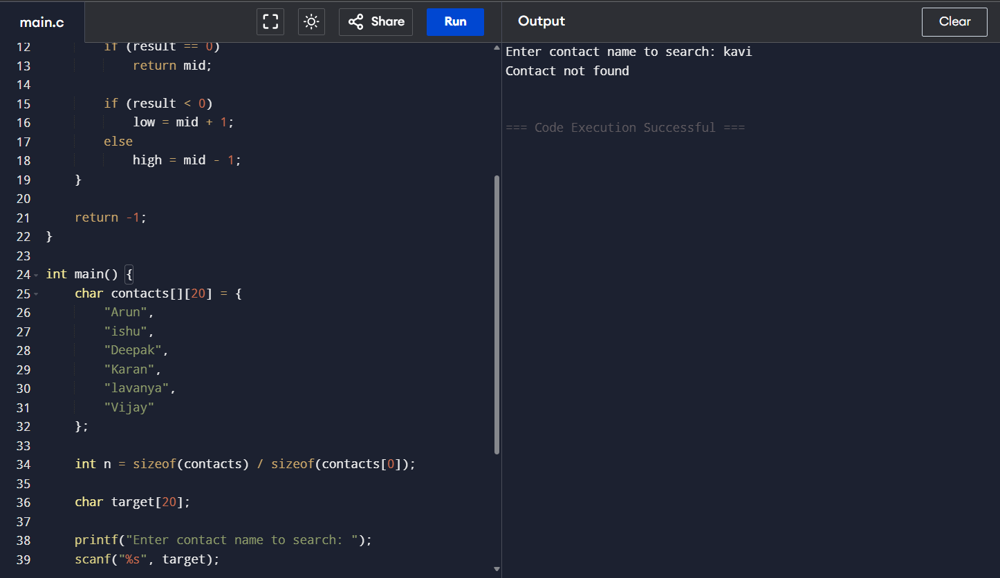 main.c
Share
Run
Output
Clear
12 if (result == 0)
13 return mid;
14
15 if (result < 0)
16 low = mid + 1;
17 else
18 high = mid - 1;
19 }
20
21 return -1;
22 }
23
24 int main() {
25 char contacts[][20] = {
26 "Arun",
27 "ishu",
28 "Deepak",
29 "Karan",
30 "lavanya",
31 "Vijay"
32 };
33
34 int n = sizeof(contacts) / sizeof(contacts[0]);
35
36 char target[20];
37
38 printf("Enter contact name to search: ");
39 scanf("%s", target);
Enter contact name to search: kavi
Contact not found
=== Code Execution Successful ===